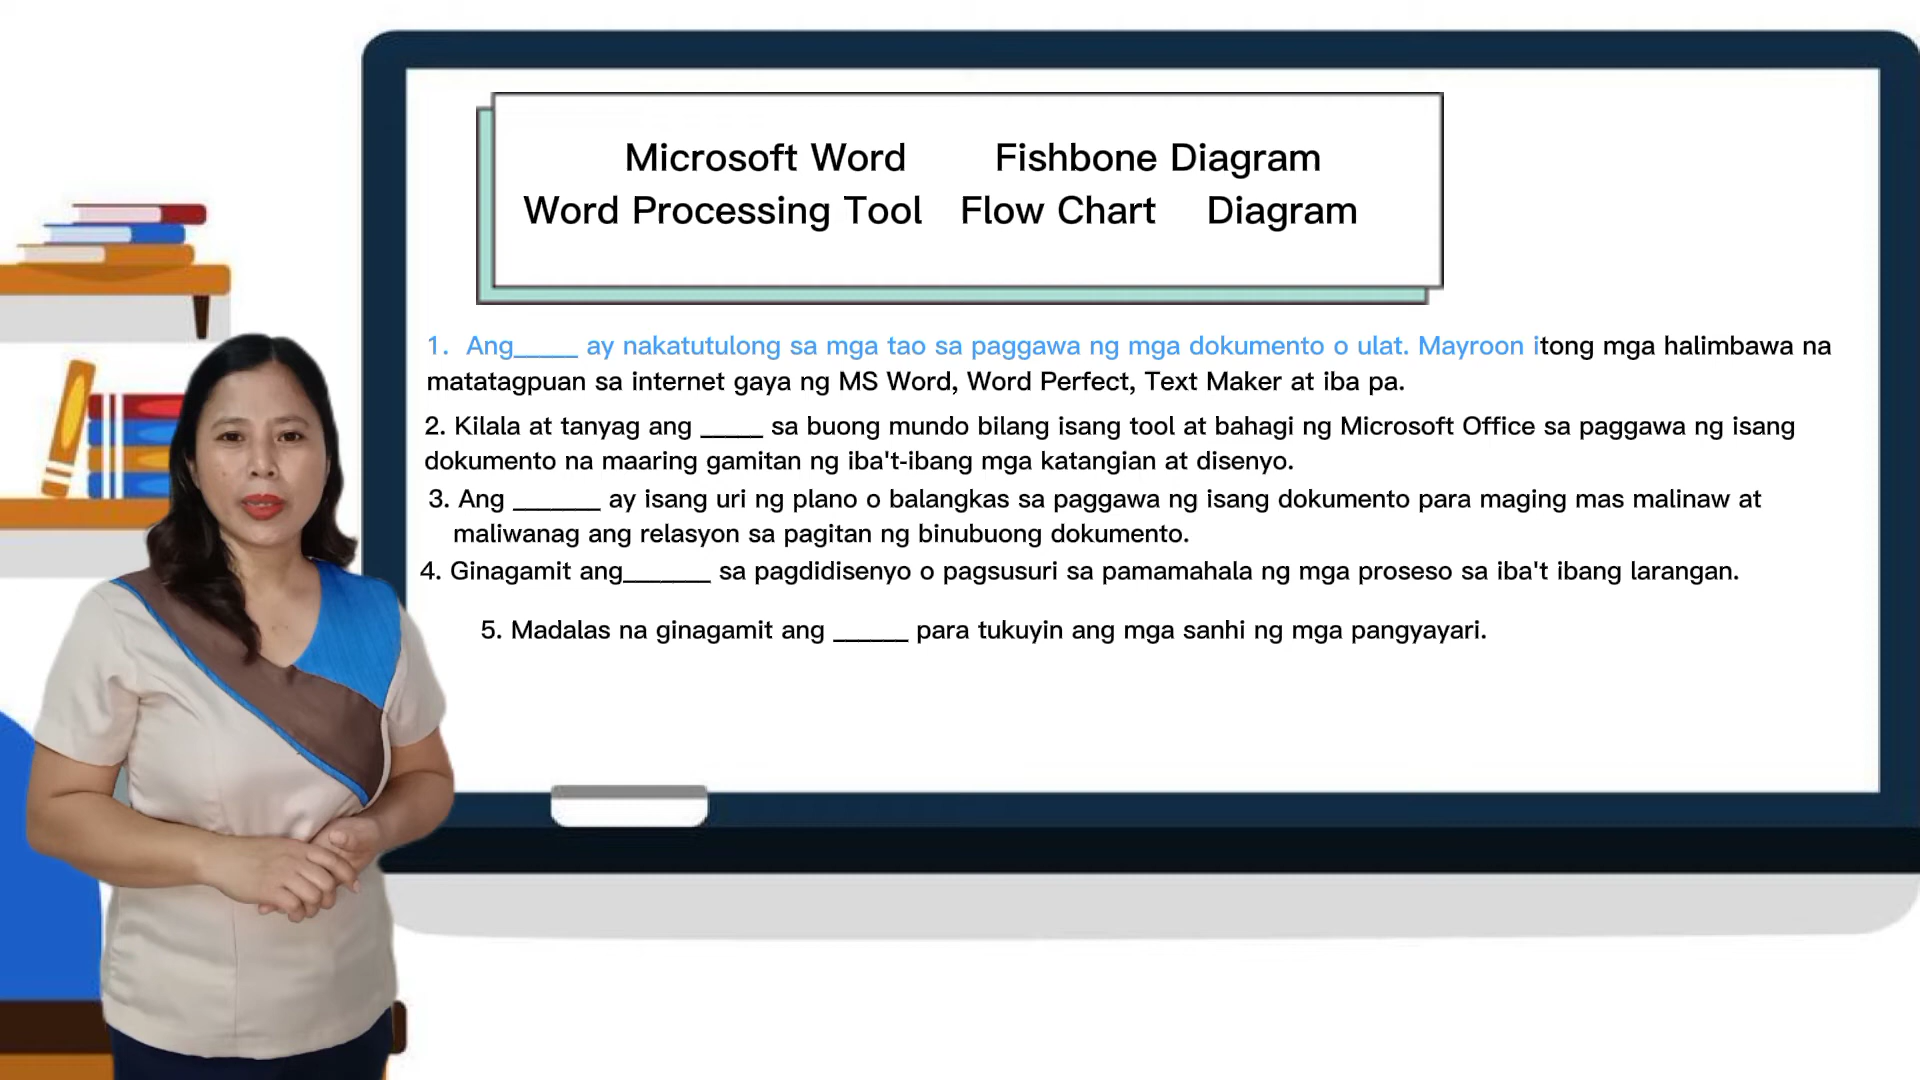 Microsoft Word Fishbone Diagram
Word Processing Tool Flow Chart Diagram
1. Ang_____ ay nakatutulong sa mga tao sa paggawa ng mga dokumento o ulat. Mayroon itong mga halimbawa na
matatagpuan sa internet gaya ng MS Word, Word Perfect, Text Maker at iba pa.
2. Kilala at tanyag ang _____ sa buong mundo bilang isang tool at bahagi ng Microsoft Office sa paggawa ng isang
dokumento na maaring gamitan ng iba't-ibang mga katangian at disenyo.
3. Ang _______ ay isang uri ng plano o balangkas sa paggawa ng isang dokumento para maging mas malinaw at
maliwanag ang relasyon sa pagitan ng binubuong dokumento.
4. Ginagamit ang_______ sa pagdidisenyo o pagsusuri sa pamamahala ng mga proseso sa iba't ibang larangan.
5. Madalas na ginagamit ang ______ para tukuyin ang mga sanhi ng mga pangyayari.